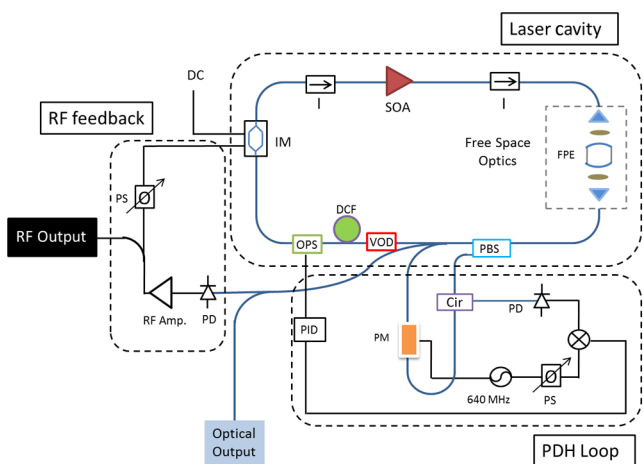 Laser cavity
DC
I
SOA
I
RF feedback
IM
Free Space
Optics
FPE
PS
DCF
RF Output
OPS
VOD
PBS
Cir
RF Amp.
PD
PID
PM
PD
640 MHz
PS
Optical
Output
PDH Loop